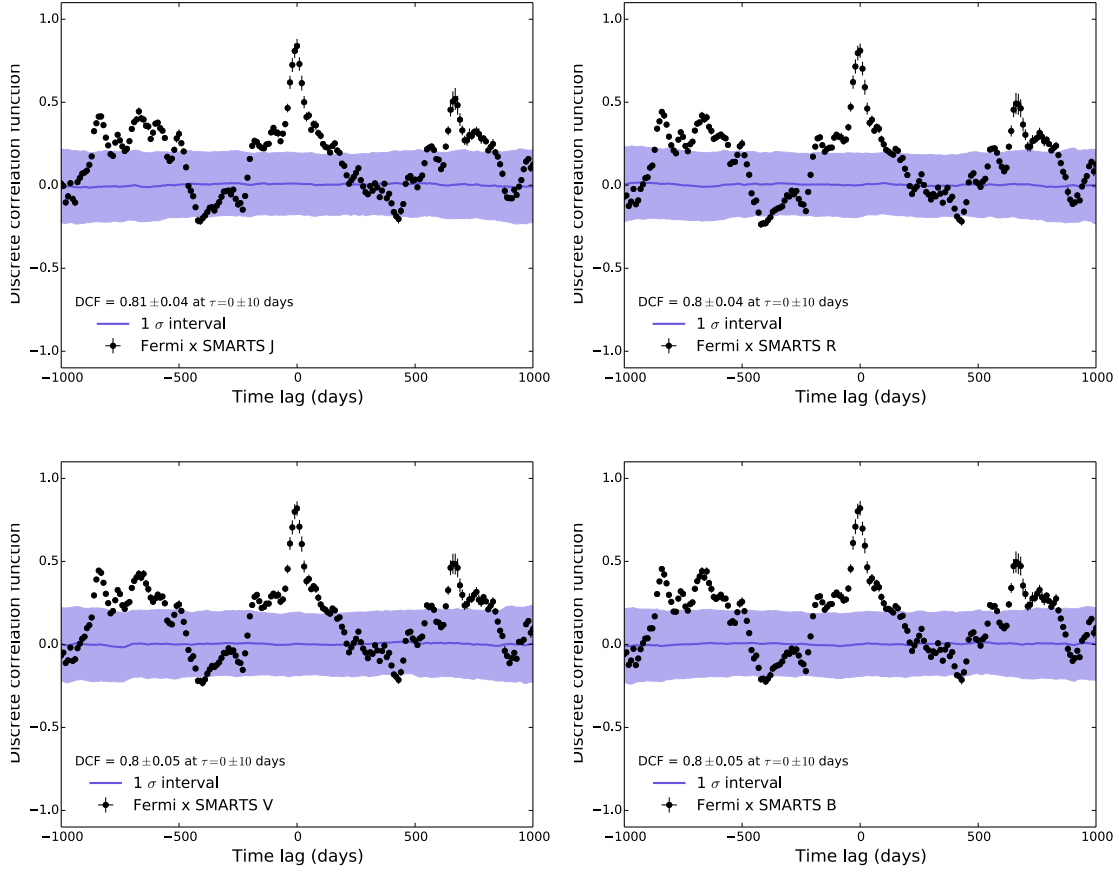 1.0
0.5
0.0
−0.5
−1.0
Discrete correlation function
DCF = 0.81±0.04 at τ=0±10 days
1 σ interval
Fermi x SMARTS J
−1000 −500 0 500 1000
Time lag (days)
1.0
0.5
0.0
−0.5
−1.0
Discrete correlation function
DCF = 0.8±0.04 at τ=0±10 days
1 σ interval
Fermi x SMARTS R
−1000 −500 0 500 1000
Time lag (days)
1.0
0.5
0.0
−0.5
−1.0
Discrete correlation function
DCF = 0.8±0.05 at τ=0±10 days
1 σ interval
Fermi x SMARTS V
−1000 −500 0 500 1000
Time lag (days)
1.0
0.5
0.0
−0.5
−1.0
Discrete correlation function
DCF = 0.8±0.05 at τ=0±10 days
1 σ interval
Fermi x SMARTS B
−1000 −500 0 500 1000
Time lag (days)